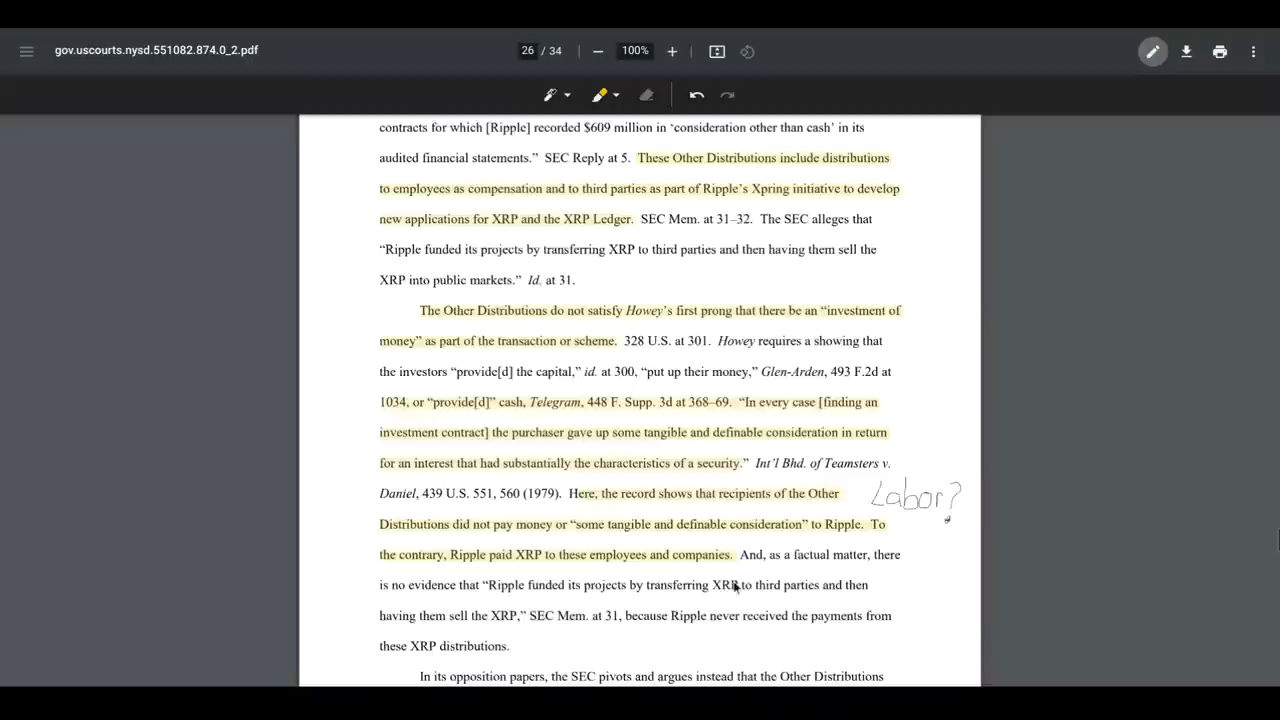 gov.uscourts.nysd.551082.874.0_2.pdf
26 / 34
100%
contracts for which [Ripple] recorded $609 million in ‘consideration other than cash’ in its
audited financial statements.” SEC Reply at 5. These Other Distributions include distributions
to employees as compensation and to third parties as part of Ripple’s Xpring initiative to develop
new applications for XRP and the XRP Ledger. SEC Mem. at 31–32. The SEC alleges that
“Ripple funded its projects by transferring XRP to third parties and then having them sell the
XRP into public markets.” Id. at 31.
The Other Distributions do not satisfy Howey’s first prong that there be an “investment of
money” as part of the transaction or scheme. 328 U.S. at 301. Howey requires a showing that
the investors “provide[d] the capital,” id. at 300, “put up their money,” Glen-Arden, 493 F.2d at
1034, or “provide[d]” cash, Telegram, 448 F. Supp. 3d at 368–69. “In every case [finding an
investment contract] the purchaser gave up some tangible and definable consideration in return
for an interest that had substantially the characteristics of a security.” Int’l Bhd. of Teamsters v.
Daniel, 439 U.S. 551, 560 (1979). Here, the record shows that recipients of the Other
Labor?
Distributions did not pay money or “some tangible and definable consideration” to Ripple. To
the contrary, Ripple paid XRP to these employees and companies. And, as a factual matter, there
is no evidence that “Ripple funded its projects by transferring XRP to third parties and then
having them sell the XRP,” SEC Mem. at 31, because Ripple never received the payments from
these XRP distributions.
In its opposition papers, the SEC pivots and argues instead that the Other Distributions